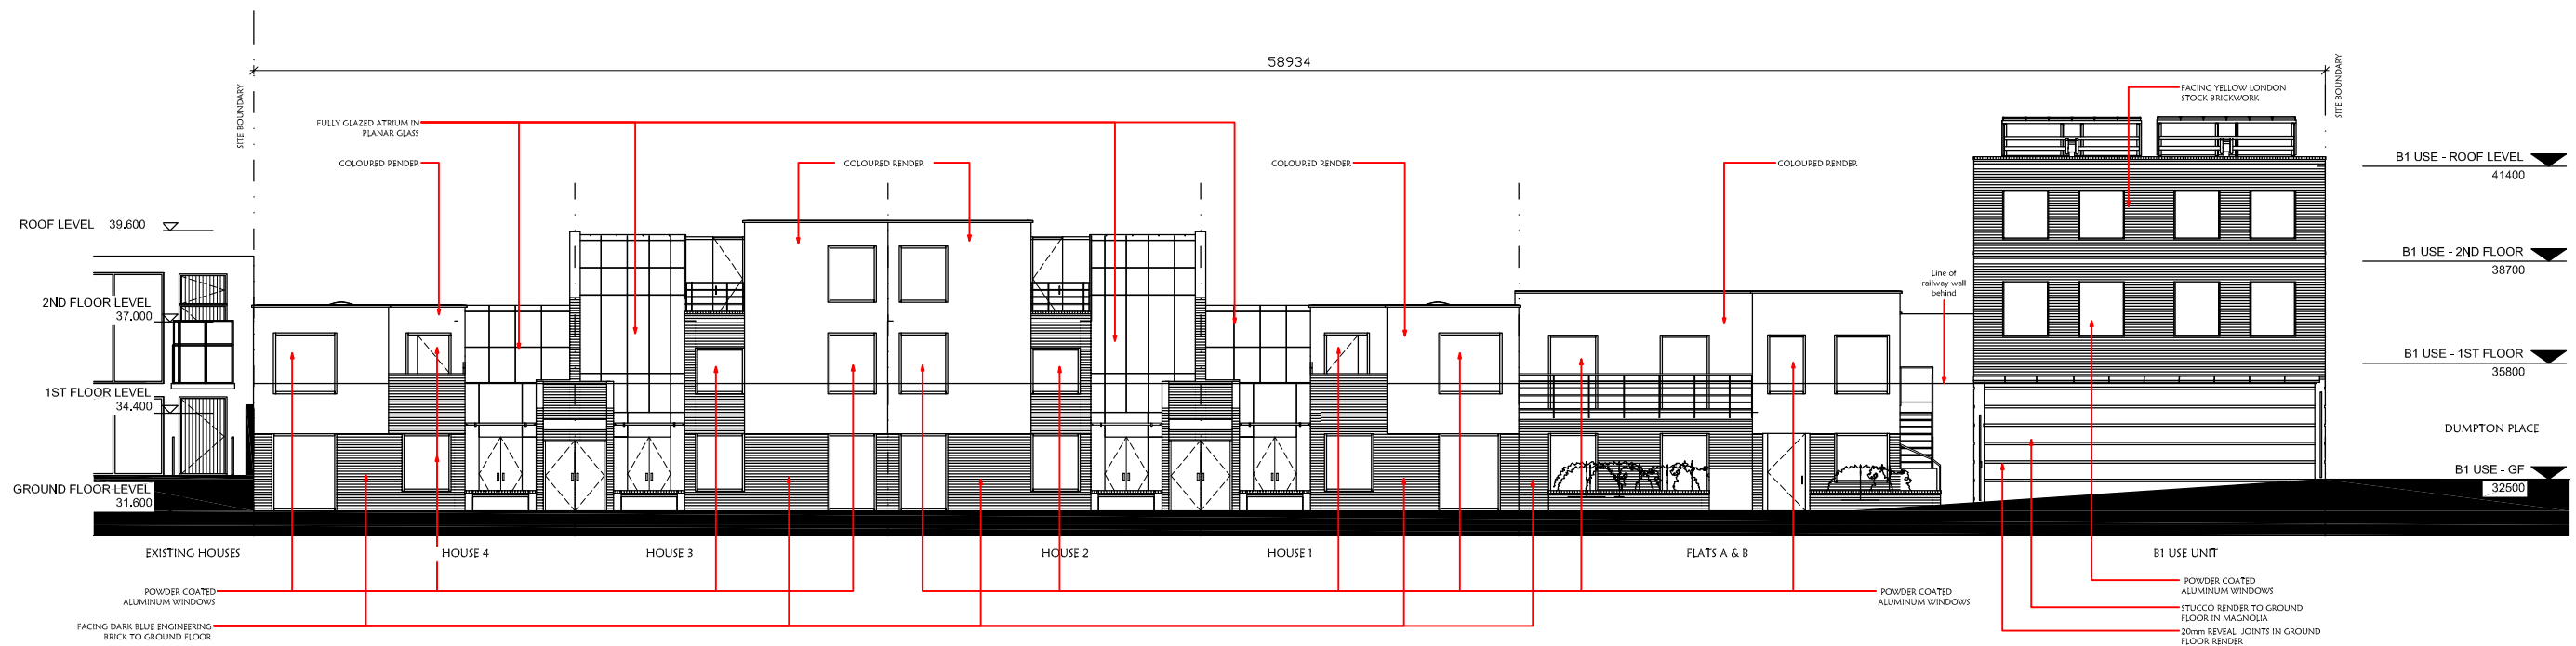 58934
SITE BOUNDARY
SITE BOUNDARY
FACING YELLOW LONDON
STOCK BRICKWORK
FULLY GLAZED ATRIUM IN
PLANAR GLASS
COLOURED RENDER
COLOURED RENDER
COLOURED RENDER
COLOURED RENDER
B1 USE - ROOF LEVEL
41400
ROOF LEVEL 39.600
B1 USE - 2ND FLOOR
38700
Line of
railway wall
behind
2ND FLOOR LEVEL
37.000
B1 USE - 1ST FLOOR
35800
1ST FLOOR LEVEL
34.400
DUMPTON PLACE
B1 USE - GF
32500
GROUND FLOOR LEVEL
31.600
EXISTING HOUSES
HOUSE 4
HOUSE 3
HOUSE 2
HOUSE 1
FLATS A & B
B1 USE UNIT
POWDER COATED
ALUMINUM WINDOWS
POWDER COATED
ALUMINUM WINDOWS
POWDER COATED
ALUMINUM WINDOWS
STUCCO RENDER TO GROUND
FLOOR IN MAGNOLIA
FACING DARK BLUE ENGINEERING
BRICK TO GROUND FLOOR
20mm REVEAL JOINTS IN GROUND
FLOOR RENDER